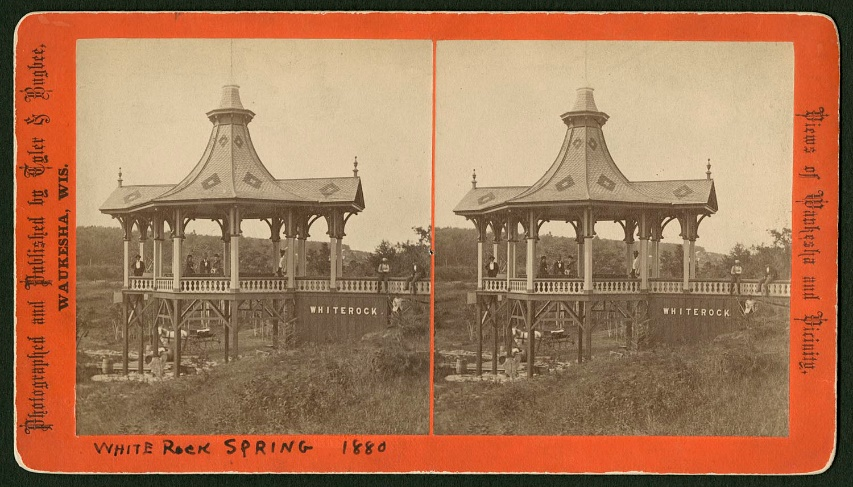 Photographed and Published by Tyler & Bugbee,
WAUKESHA, WIS.
WHITEROCK
WHITEROCK
Views of Waukesha and Vicinity.
WHITE ROCK SPRING 1880